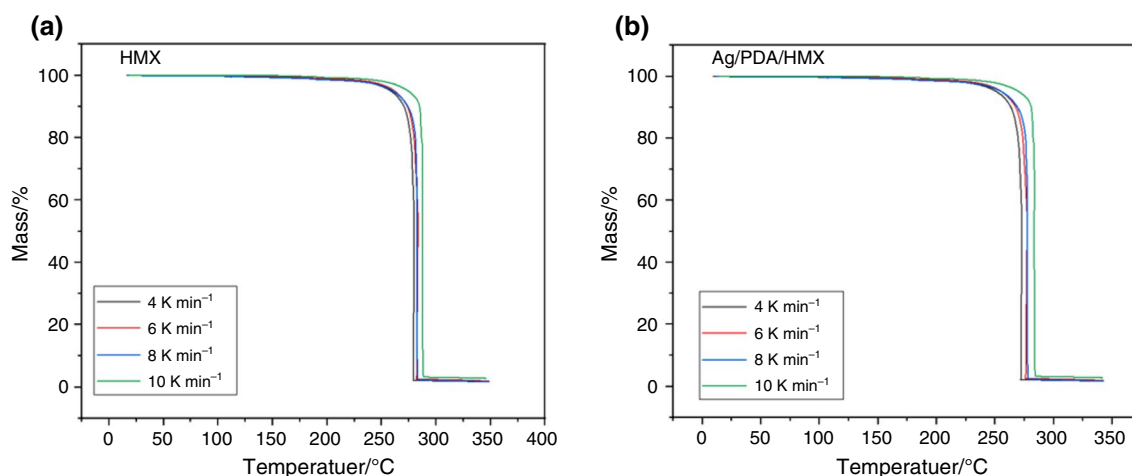 (a)
HMX
100
80
60
40
20
0
Mass/%
4 K min⁻¹
6 K min⁻¹
8 K min⁻¹
10 K min⁻¹
0 50 100 150 200 250 300 350 400
Temperatuer/°C
(b)
Ag/PDA/HMX
100
80
60
40
20
0
Mass/%
4 K min⁻¹
6 K min⁻¹
8 K min⁻¹
10 K min⁻¹
0 50 100 150 200 250 300 350
Temperatuer/°C